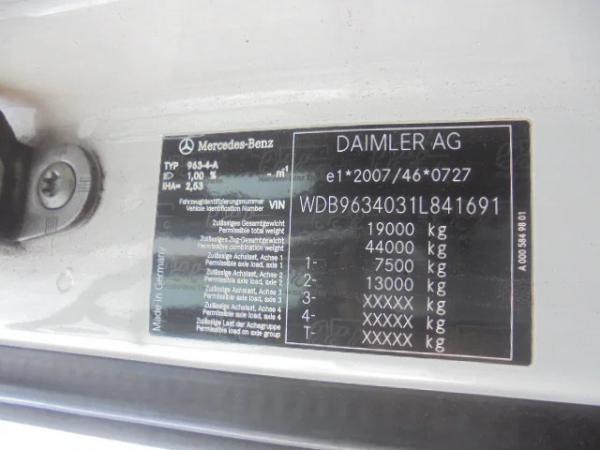 Mercedes-Benz
DAIMLER AG
TYP 963-4-A
1,00 % - m-1
IHA= 2,53
e1*2007/46*0727
Fahrzeugidentifizierungsnummer
Vehicle Identification Number VIN WDB9634031L841691
Zulässiges Gesamtgewicht
Permissible total weight 19000 kg
Zulässiges Zug-Gesamtgewicht
Permissible combination weight 44000 kg
Zulässige Achslast, Achse 1
Permissible axle load, axle 1 1- 7500 kg
Zulässige Achslast, Achse 2
Permissible axle load, axle 2 2- 13000 kg
Zulässige Achslast, Achse 3
Permissible axle load, axle 3 3- XXXXX kg
Zulässige Achslast, Achse 4
Permissible axle load, axle 4 4- XXXXX kg
Zulässige Last der Achsgruppe
Permissible load on axle group T- XXXXX kg
Made in Germany
A 000 584 98 01